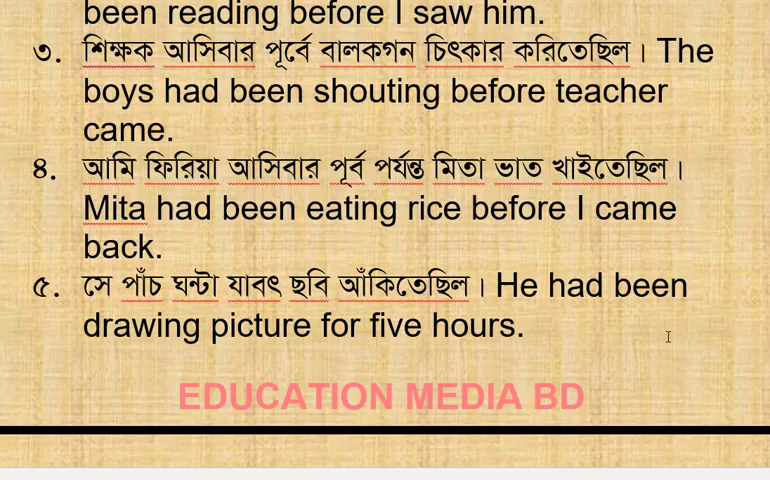 been reading before I saw him.
৩. শিক্ষক আসিবার পূর্বে বালকগন চিৎকার করিতেছিল। The
boys had been shouting before teacher
came.
৪. আমি ফিরিয়া আসিবার পূর্ব পর্যন্ত মিতা ভাত খাইতেছিল।
Mita had been eating rice before I came
back.
৫. সে পাঁচ ঘন্টা যাবৎ ছবি আঁকিতেছিল। He had been
drawing picture for five hours.
EDUCATION MEDIA BD